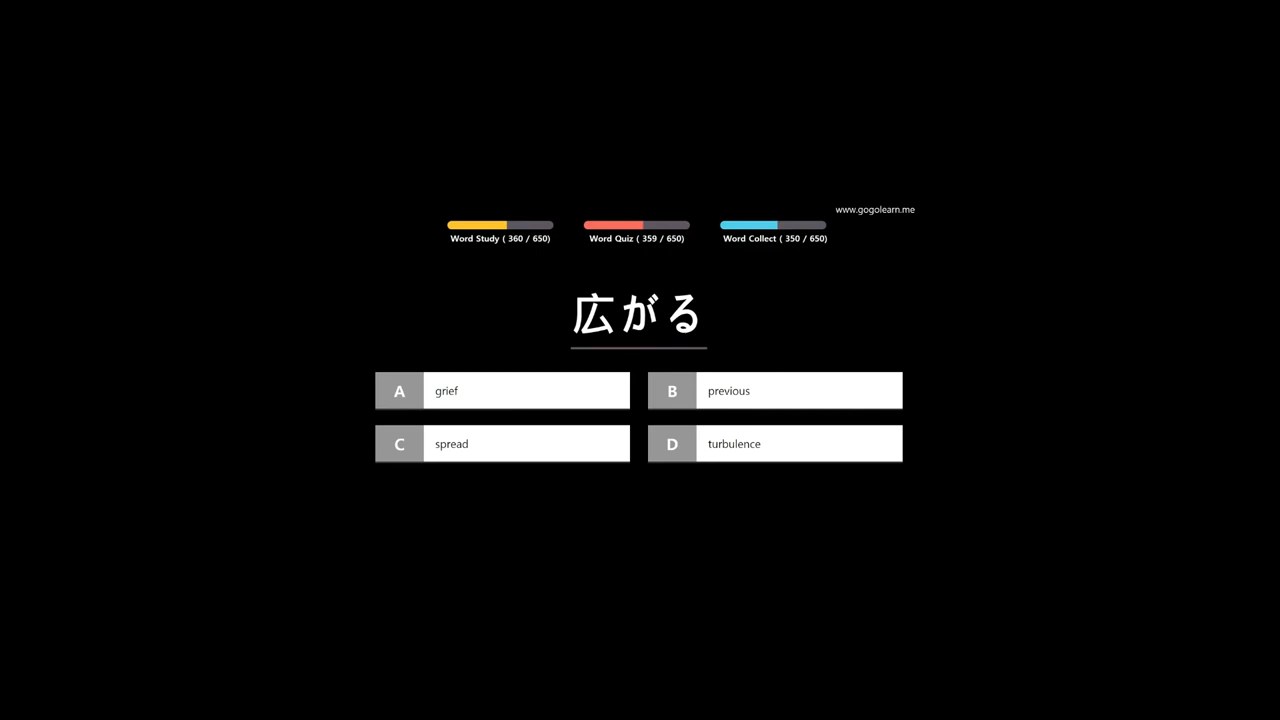 www.gogolearn.me
Word Study ( 360 / 650)
Word Quiz ( 359 / 650)
Word Collect ( 350 / 650)
広がる
A grief
B previous
C spread
D turbulence